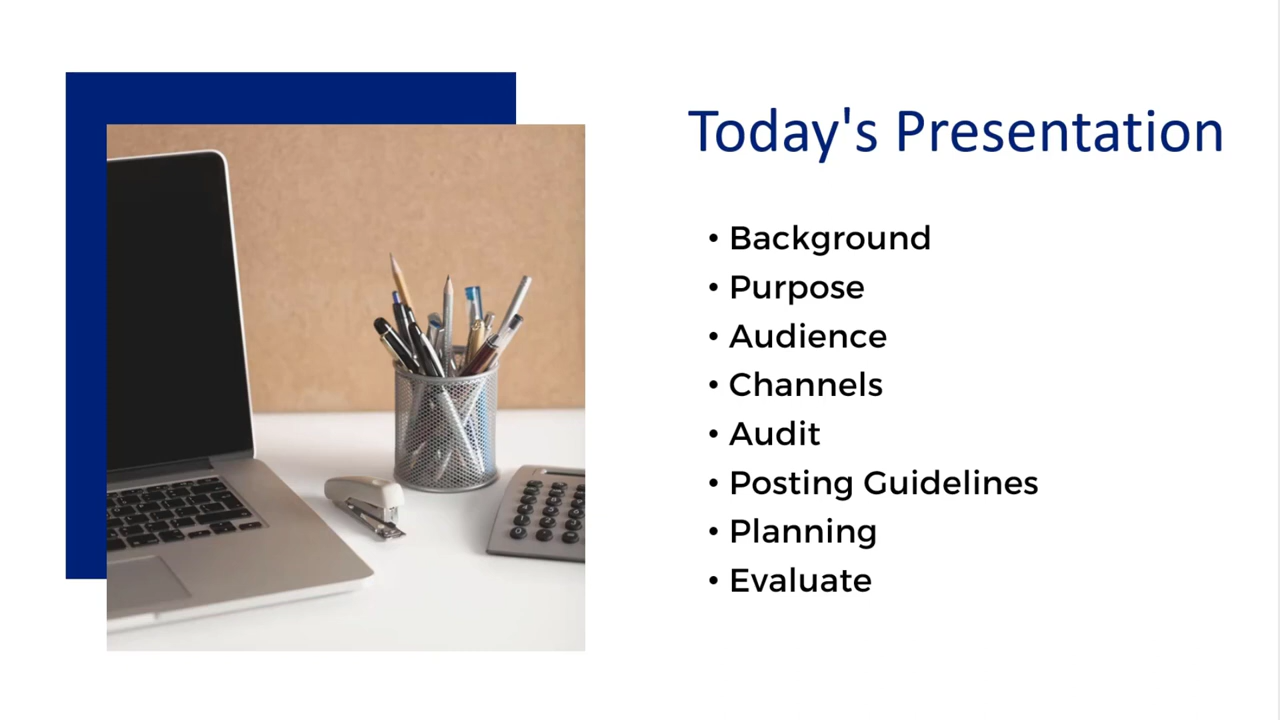 Today's Presentation
• Background
• Purpose
• Audience
• Channels
• Audit
• Posting Guidelines
• Planning
• Evaluate